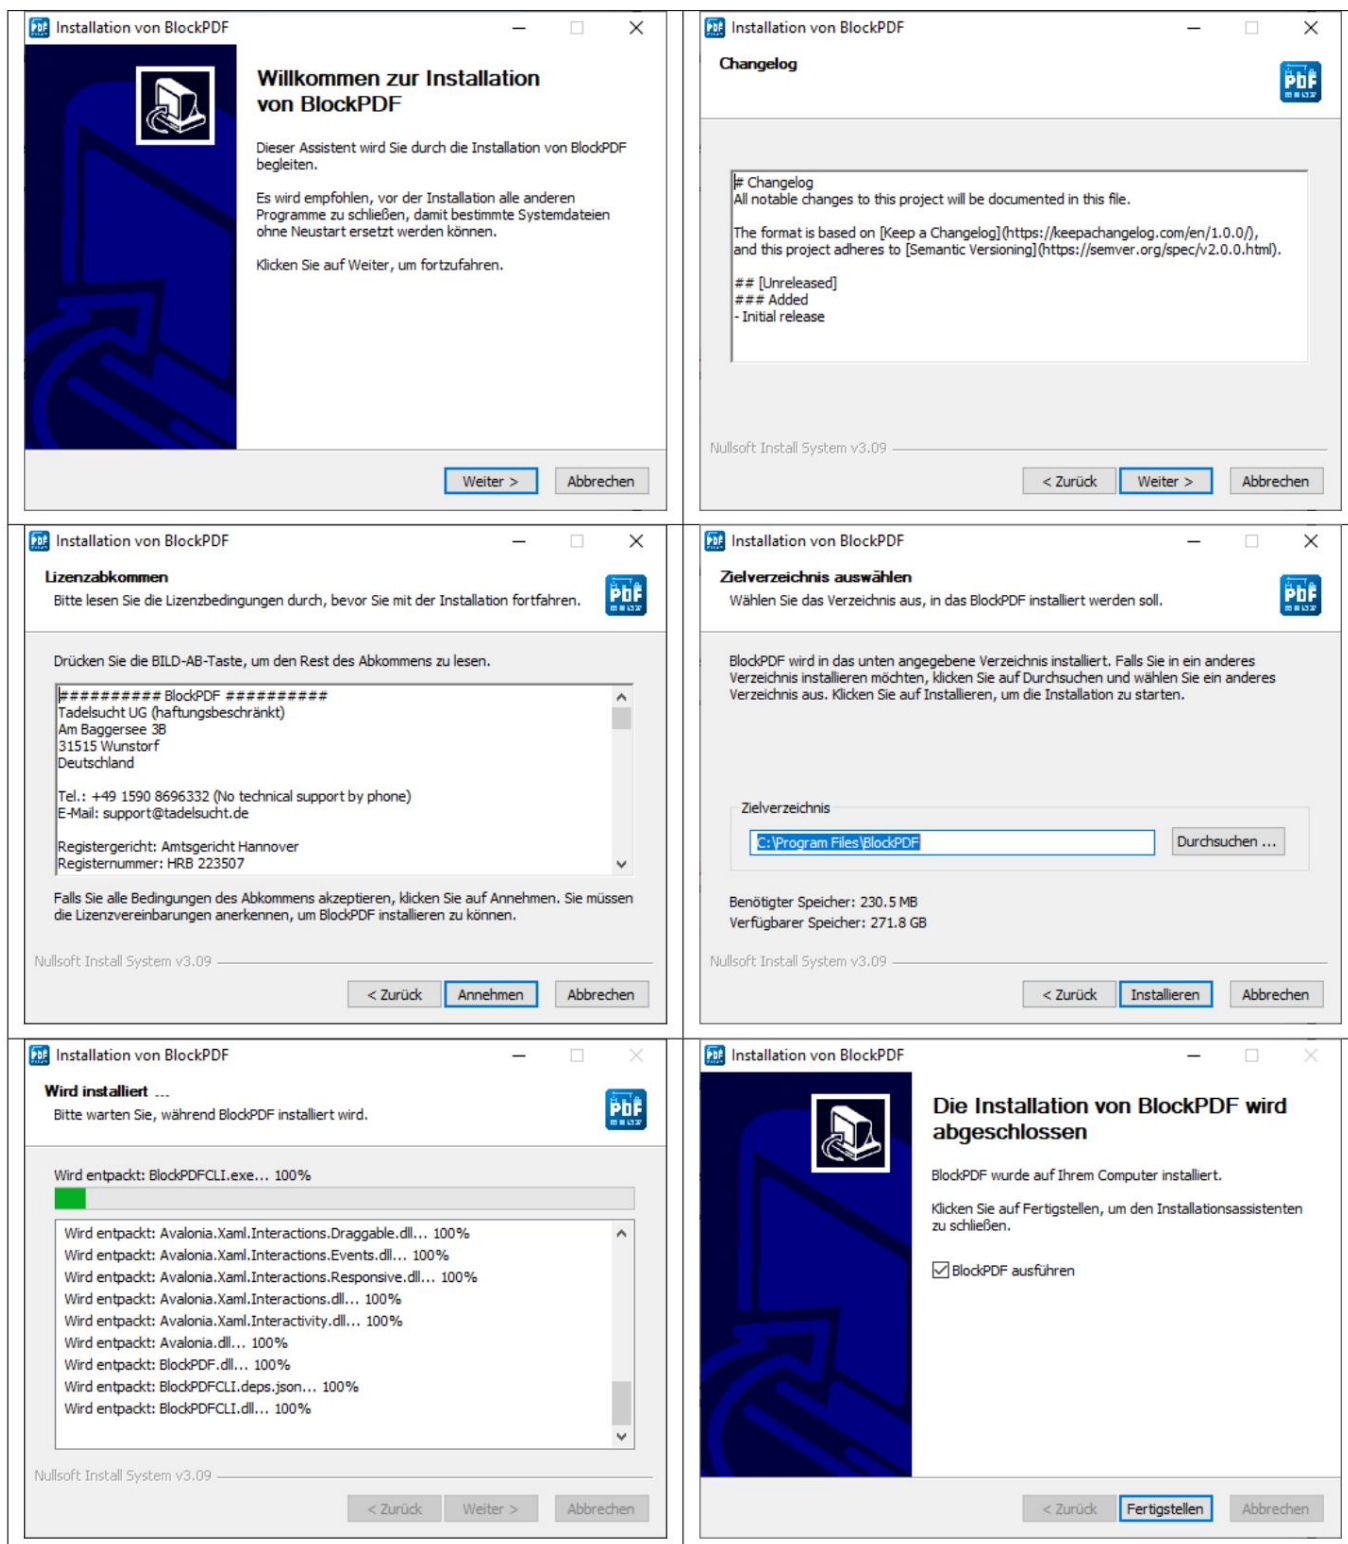 Installation von BlockPDF
Willkommen zur Installation
von BlockPDF
Dieser Assistent wird Sie durch die Installation von BlockPDF
begleiten.
Es wird empfohlen, vor der Installation alle anderen
Programme zu schließen, damit bestimmte Systemdateien
ohne Neustart ersetzt werden können.
Klicken Sie auf Weiter, um fortzufahren.
Weiter >
Abbrechen
Installation von BlockPDF
Changelog
PDF
# Changelog
All notable changes to this project will be documented in this file.
The format is based on [Keep a Changelog](https://keepachangelog.com/en/1.0.0/),
and this project adheres to [Semantic Versioning](https://semver.org/spec/v2.0.0.html).
## [Unreleased]
### Added
- Initial release
Nullsoft Install System v3.09
< Zurück
Weiter >
Abbrechen
Installation von BlockPDF
Lizenzabkommen
Bitte lesen Sie die Lizenzbedingungen durch, bevor Sie mit der Installation fortfahren.
PDF
Drücken Sie die BILD-AB-Taste, um den Rest des Abkommens zu lesen.
########## BlockPDF ##########
Tadelsucht UG (haftungsbeschränkt)
Am Baggersee 3B
31515 Wunstorf
Deutschland
Tel.: +49 1590 8696332 (No technical support by phone)
E-Mail: support@tadelsucht.de
Registergericht: Amtsgericht Hannover
Registernummer: HRB 223507
Falls Sie alle Bedingungen des Abkommens akzeptieren, klicken Sie auf Annehmen. Sie müssen
die Lizenzvereinbarungen anerkennen, um BlockPDF installieren zu können.
Nullsoft Install System v3.09
< Zurück
Annehmen
Abbrechen
Installation von BlockPDF
Zielverzeichnis auswählen
Wählen Sie das Verzeichnis aus, in das BlockPDF installiert werden soll.
PDF
BlockPDF wird in das unten angegebene Verzeichnis installiert. Falls Sie in ein anderes
Verzeichnis installieren möchten, klicken Sie auf Durchsuchen und wählen Sie ein anderes
Verzeichnis aus. Klicken Sie auf Installieren, um die Installation zu starten.
Zielverzeichnis
C:\Program Files\BlockPDF
Durchsuchen ...
Benötigter Speicher: 230.5 MB
Verfügbarer Speicher: 271.8 GB
Nullsoft Install System v3.09
< Zurück
Installieren
Abbrechen
Installation von BlockPDF
Wird installiert ...
Bitte warten Sie, während BlockPDF installiert wird.
PDF
Wird entpackt: BlockPDFCLI.exe... 100%
Wird entpackt: Avalonia.Xaml.Interactions.Draggable.dll... 100%
Wird entpackt: Avalonia.Xaml.Interactions.Events.dll... 100%
Wird entpackt: Avalonia.Xaml.Interactions.Responsive.dll... 100%
Wird entpackt: Avalonia.Xaml.Interactions.dll... 100%
Wird entpackt: Avalonia.Xaml.Interactivity.dll... 100%
Wird entpackt: Avalonia.dll... 100%
Wird entpackt: BlockPDF.dll... 100%
Wird entpackt: BlockPDFCLI.deps.json... 100%
Wird entpackt: BlockPDFCLI.dll... 100%
Nullsoft Install System v3.09
< Zurück
Weiter >
Abbrechen
Installation von BlockPDF
Die Installation von BlockPDF wird
abgeschlossen
BlockPDF wurde auf Ihrem Computer installiert.
Klicken Sie auf Fertigstellen, um den Installationsassistenten
zu schließen.
BlockPDF ausführen
< Zurück
Fertigstellen
Abbrechen